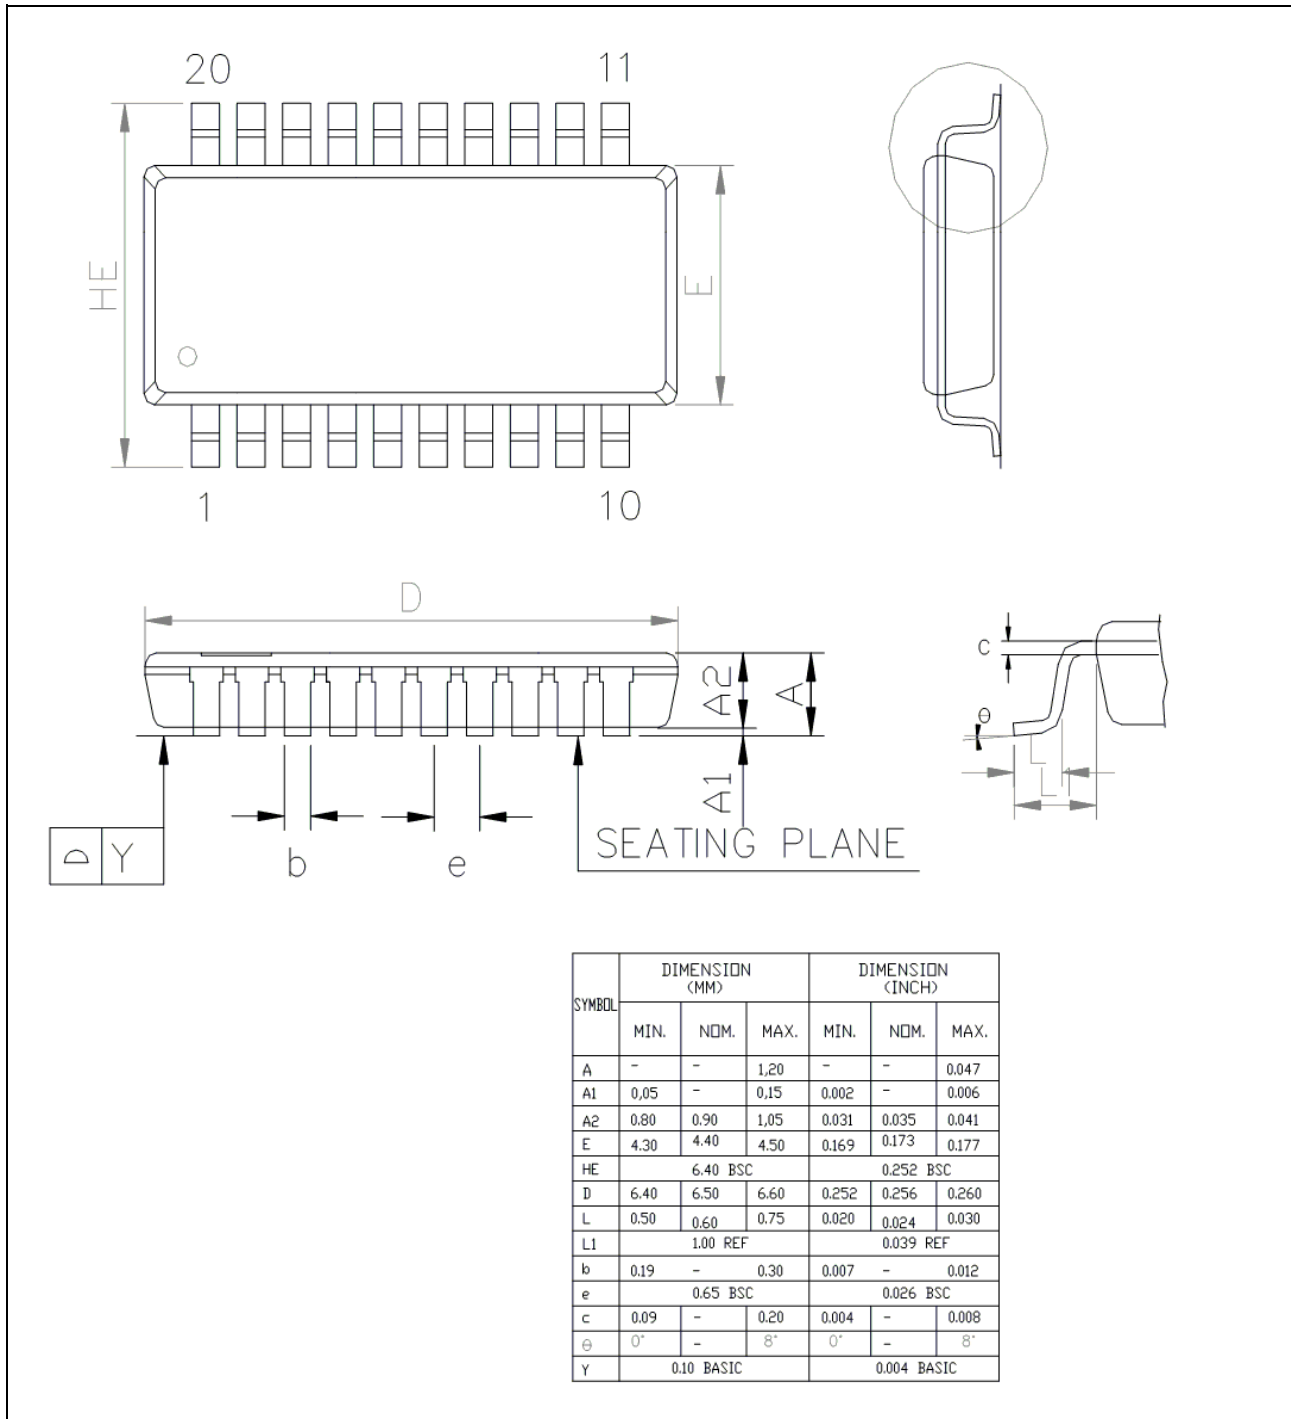 20 11
HE
E
1 10
D
A2
A
A1
Y
b
e
SEATING PLANE
C
θ
L
L
SYMBOL DIMENSION (MM) DIMENSION (INCH)
MIN. NOM. MAX. MIN. NOM. MAX.
A - - 1,20 - - 0.047
A1 0,05 - 0,15 0.002 - 0.006
A2 0.80 0.90 1,05 0.031 0.035 0.041
E 4.30 4.40 4.50 0.169 0.173 0.177
HE 6.40 BSC 0.252 BSC
D 6.40 6.50 6.60 0.252 0.256 0.260
L 0.50 0.60 0.75 0.020 0.024 0.030
L1 1.00 REF 0.039 REF
b 0.19 - 0.30 0.007 - 0.012
e 0.65 BSC 0.026 BSC
c 0.09 - 0.20 0.004 - 0.008
θ 0° - 8° 0° - 8°
Y 0.10 BASIC 0.004 BASIC